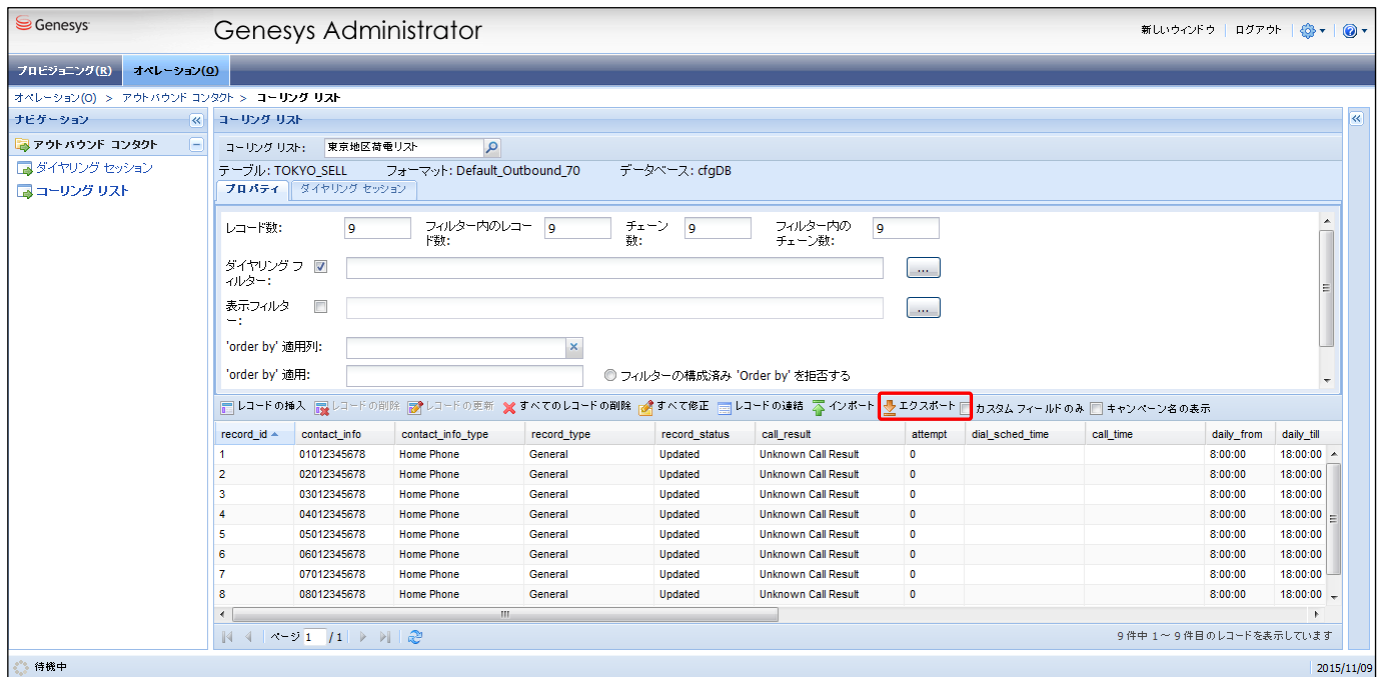 Genesys
Genesys Administrator
新しいウィンドウ ログアウト
プロビジョニング(R) オペレーション(O)
オペレーション(O) > アウトバウンド コンタクト > コーリング リスト
ナビゲーション
アウトバウンド コンタクト
ダイヤリング セッション
コーリング リスト
コーリング リスト
コーリング リスト: 東京地区荷電リスト
テーブル: TOKYO_SELL フォーマット: Default_Outbound_70 データベース: cfgDB
プロパティ ダイヤリング セッション
レコード数: 9 フィルター内のレコード数: 9 チェーン数: 9 フィルター内のチェーン数: 9
ダイヤリング フィルター: ...
表示フィルター: ...
'order by' 適用列:
'order by' 適用: フィルターの構成済み 'Order by' を拒否する
レコードの挿入 レコードの削除 レコードの更新 すべてのレコードの削除 すべて修正 レコードの連結 インポート エクスポート カスタム フィールドのみ キャンペーン名の表示
record_id contact_info contact_info_type record_type record_status call_result attempt dial_sched_time call_time daily_from daily_till
1 01012345678 Home Phone General Updated Unknown Call Result 0 8:00:00 18:00:00
2 02012345678 Home Phone General Updated Unknown Call Result 0 8:00:00 18:00:00
3 03012345678 Home Phone General Updated Unknown Call Result 0 8:00:00 18:00:00
4 04012345678 Home Phone General Updated Unknown Call Result 0 8:00:00 18:00:00
5 05012345678 Home Phone General Updated Unknown Call Result 0 8:00:00 18:00:00
6 06012345678 Home Phone General Updated Unknown Call Result 0 8:00:00 18:00:00
7 07012345678 Home Phone General Updated Unknown Call Result 0 8:00:00 18:00:00
8 08012345678 Home Phone General Updated Unknown Call Result 0 8:00:00 18:00:00
ページ 1 / 1
9 件中 1～ 9 件目のレコードを表示しています
待機中
2015/11/09